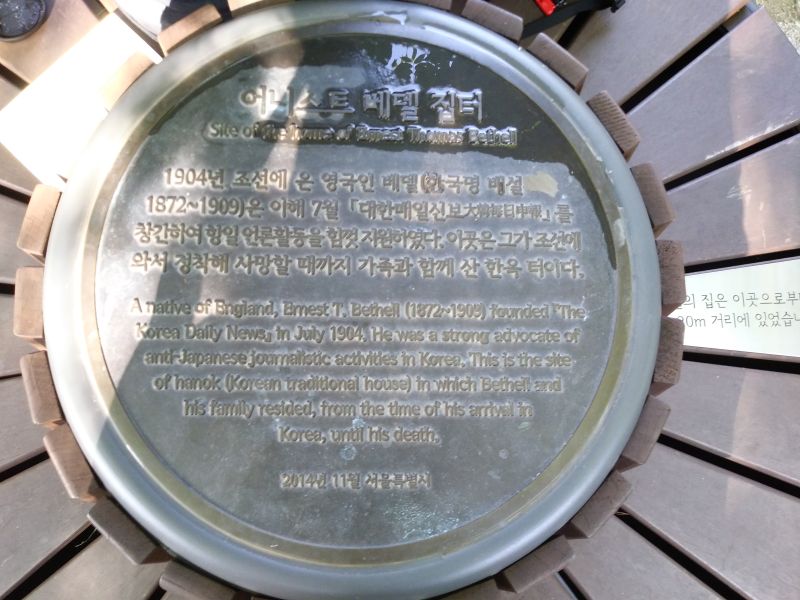 어니스트 베델 집터
Site of the home of Ernest Thomas Bethell
1904년 조선에 온 영국인 베델(한국명 배설
1872~1909)은 이해 7월 「대한매일신보大韓每日申報」를
창간하여 항일 언론활동을 힘껏 지원하였다. 이곳은 그가 조선에
와서 정착해 사망할 때까지 가족과 함께 산 한옥 터이다.
A native of England, Ernest T. Bethell (1872~1909) founded 「The
Korea Daily News」 in July 1904. He was a strong advocate of
anti-Japanese journalistic activities in Korea. This is the site
of hanok (Korean traditional house) in which Bethell and
his family resided, from the time of his arrival in
Korea, until his death.
2014년 11월 서울특별시
의 집은 이곳으로부
20m 거리에 있었습니